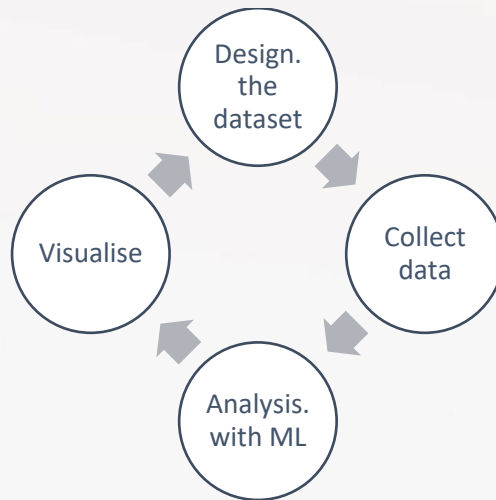 Design.
the
dataset
Collect
data
Analysis.
with ML
Visualise